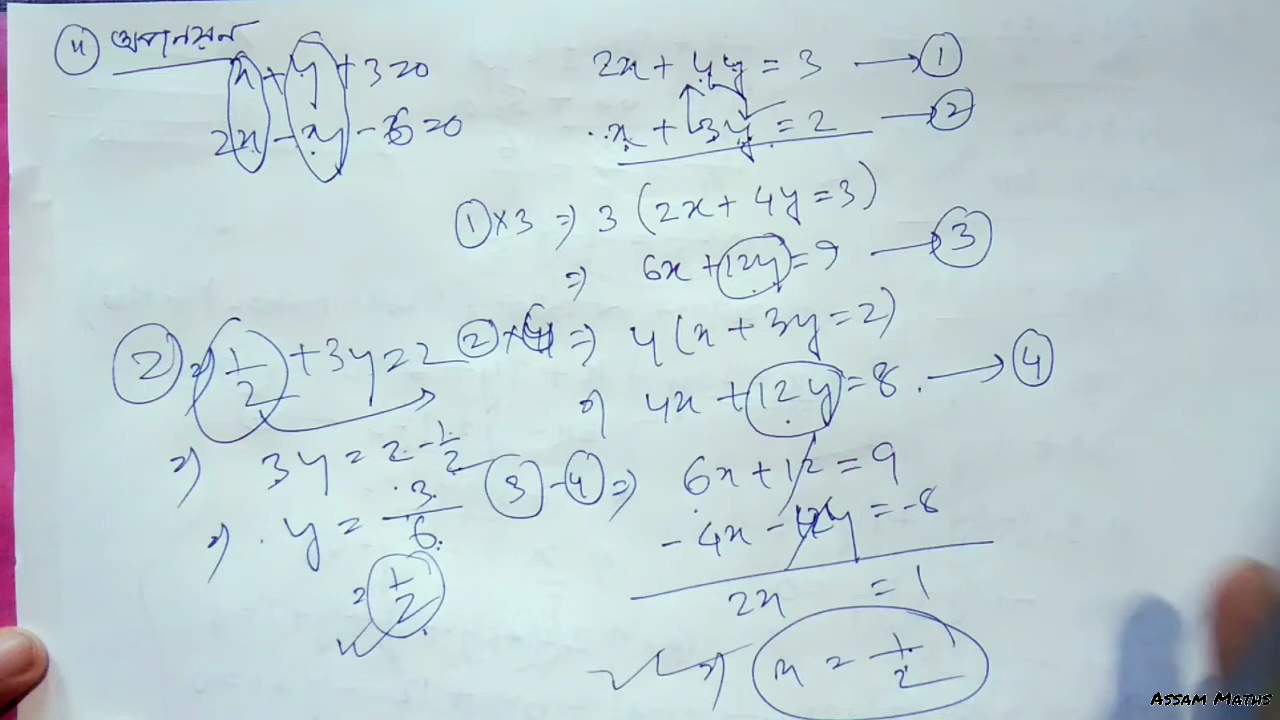 ④ অপনয়ন
x + y + 3 = 0
2x - xy - 6 = 0
2x + 4y = 3 → ①
x + 3y = 2 → ②
① × 3 ⇒ 3 (2x + 4y = 3)
⇒ 6x + 12y = 9 → ③
② × 4 ⇒ 4 (x + 3y = 2)
⇒ 4x + 12y = 8 . → ④
③ - ④ ⇒ 6x + 12 = 9
- 4x - 12y = -8
2x = 1
⇒ x = 1/2
② ⇒ 1/2 + 3y = 2
⇒ 3y = 2 - 1/2
⇒ y = 3/6
= 1/2
ASSAM MATHS